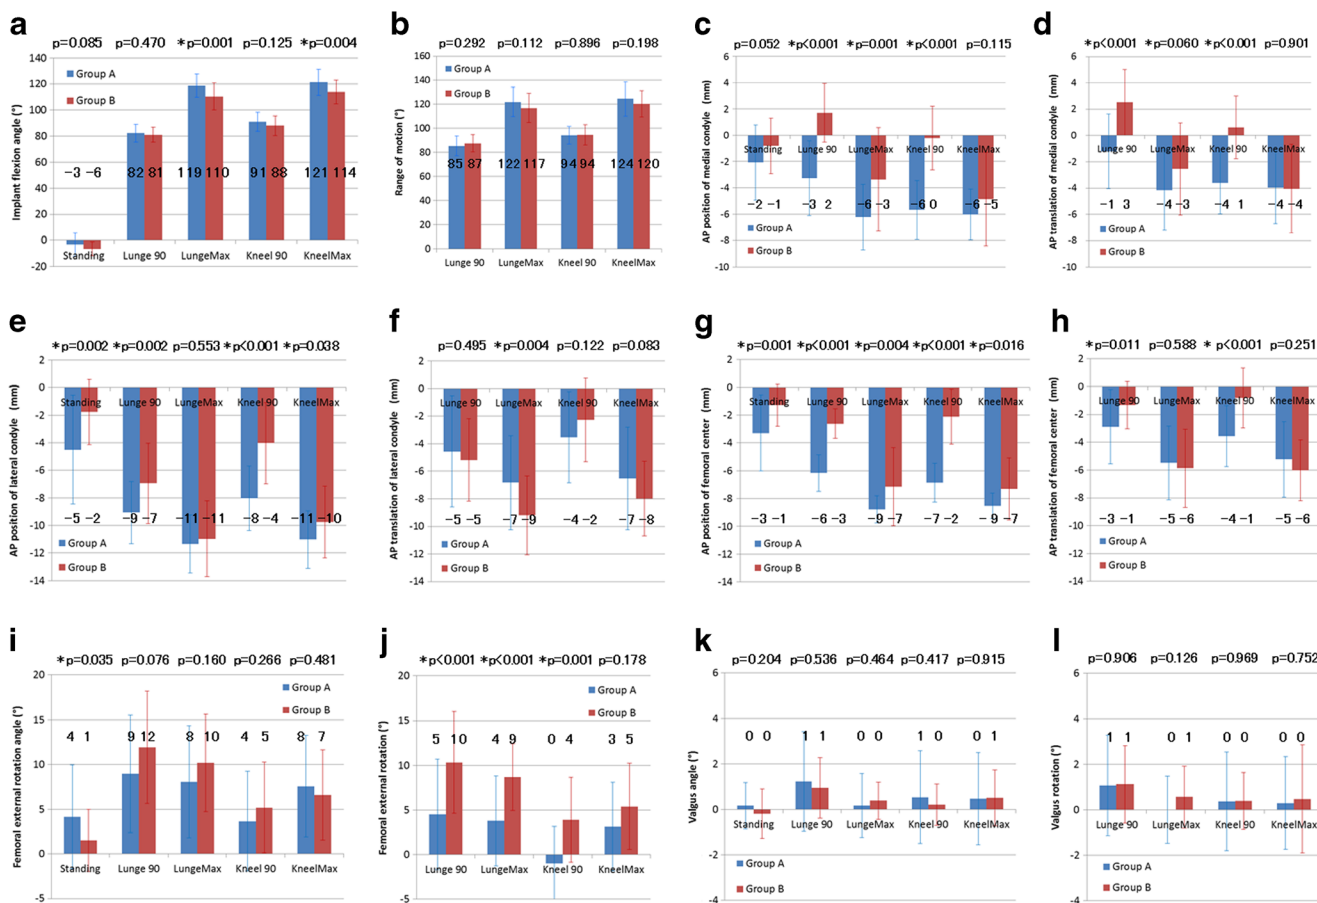 a
p=0.085 p=0.470 *p=0.001 p=0.125 *p=0.004
Implant flexion angle (°)
140
120
100
80
60
40
20
0
-20
Group A
Group B
−3 −6 82 81 119 110 91 88 121 114
Standing Lunge 90 LungeMax Kneel 90 KneelMax
b
p=0.292 p=0.112 p=0.896 p=0.198
Range of motion (°)
160
140
120
100
80
60
40
20
0
Group A
Group B
85 87 122 117 94 94 124 120
Lunge 90 LungeMax Kneel 90 KneelMax
c
p=0.052 *p<0.001 *p=0.001 *p<0.001 p=0.115
AP position of medial condyle (mm)
6
4
2
0
-2
-4
-6
-8
-10
Standing Lunge 90 LungeMax Kneel 90 KneelMax
−2 −1 −3 2 −6 −3 −6 0 −6 −5
Group A
Group B
d
*p<0.001 *p=0.060 *p<0.001 p=0.901
AP translation of medial condyle (mm)
6
4
2
0
-2
-4
-6
-8
-10
Lunge 90 LungeMax Kneel 90 KneelMax
−1 3 −4 −3 −4 1 −4 −4
Group A
Group B
e
*p=0.002 *p=0.002 p=0.553 *p<0.001 *p=0.038
AP position of lateral condyle (mm)
2
0
-2
-4
-6
-8
-10
-12
-14
Standing Lunge 90 LungeMax Kneel 90 KneelMax
−5 −2 −9 −7 −11 −11 −8 −4 −11 −10
Group A
Group B
f
p=0.495 *p=0.004 p=0.122 p=0.083
AP translation of lateral condyle (mm)
2
0
-2
-4
-6
-8
-10
-12
-14
Lunge 90 LungeMax Kneel 90 KneelMax
−5 −5 −7 −9 −4 −2 −7 −8
Group A
Group B
g
*p=0.001 *p<0.001 *p=0.004 *p<0.001 *p=0.016
AP position of femoral center (mm)
2
0
-2
-4
-6
-8
-10
-12
-14
Standing Lunge 90 LungeMax Kneel 90 KneelMax
−3 −1 −6 −3 −9 −7 −7 −2 −9 −7
Group A
Group B
h
*p=0.011 p=0.588 *p<0.001 p=0.251
AP translation of femoral center (mm)
2
0
-2
-4
-6
-8
-10
-12
-14
Lunge 90 LungeMax Kneel 90 KneelMax
−3 −1 −5 −6 −4 −1 −5 −6
Group A
Group B
i
*p=0.035 p=0.076 p=0.160 p=0.266 p=0.481
Femoral external rotation angle (°)
20
15
10
5
0
-5
Group A
Group B
4 1 9 12 8 10 4 5 8 7
Standing Lunge 90 LungeMax Kneel 90 KneelMax
j
*p<0.001 *p<0.001 *p=0.001 p=0.178
Femoral external rotation (°)
20
15
10
5
0
-5
Group A
Group B
5 10 4 9 0 4 3 5
Lunge 90 LungeMax Kneel 90 KneelMax
k
p=0.204 p=0.536 p=0.464 p=0.417 p=0.915
Valgus angle (°)
6
4
2
0
-2
-4
0 0 1 1 0 0 1 0 0 1
Standing Lunge 90 LungeMax Kneel 90 KneelMax
Group A
Group B
l
p=0.906 p=0.126 p=0.969 p=0.752
Valgus rotation (°)
6
4
2
0
-2
-4
1 1 0 1 0 0 0 0
Lunge 90 LungeMax Kneel 90 KneelMax
Group A
Group B